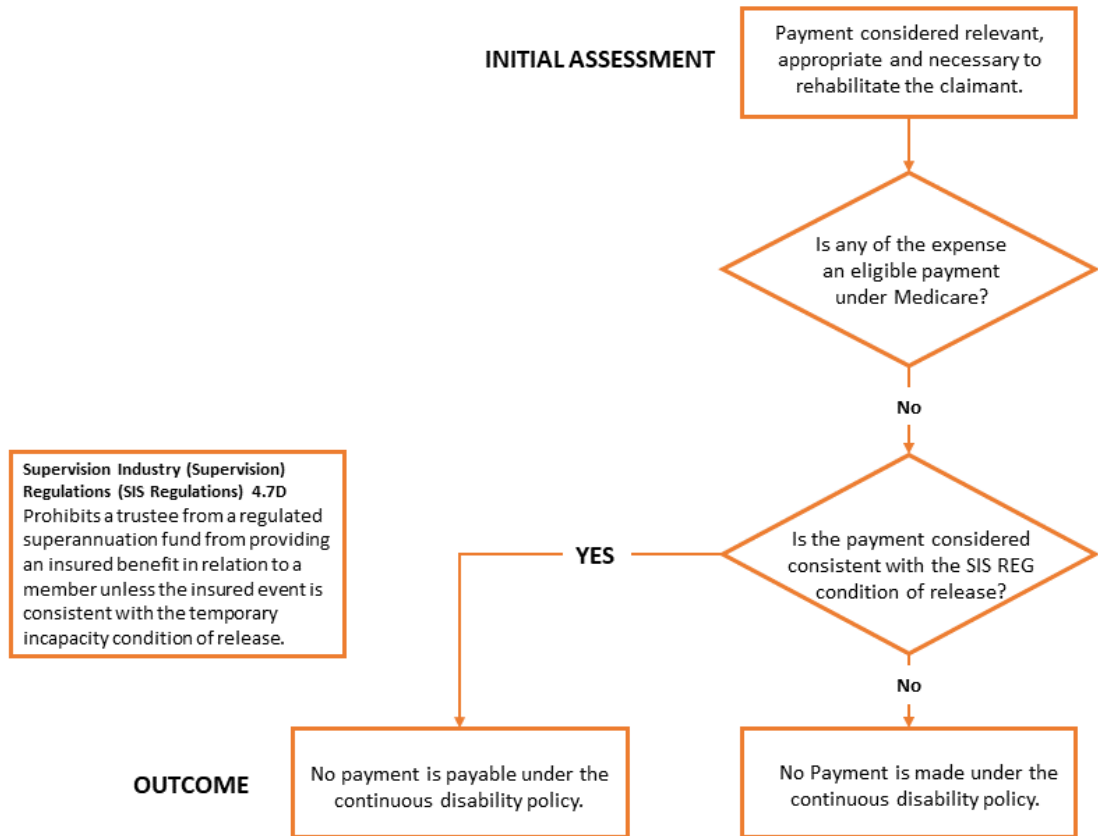 INITIAL ASSESSMENT
Payment considered relevant,
appropriate and necessary to
rehabilitate the claimant.
Is any of the expense
an eligible payment
under Medicare?
No
Supervision Industry (Supervision)
Regulations (SIS Regulations) 4.7D
Prohibits a trustee from a regulated
superannuation fund from providing
an insured benefit in relation to a
member unless the insured event is
consistent with the temporary
incapacity condition of release.
YES
Is the payment considered
consistent with the SIS REG
condition of release?
No
OUTCOME
No payment is payable under the
continuous disability policy.
No Payment is made under the
continuous disability policy.